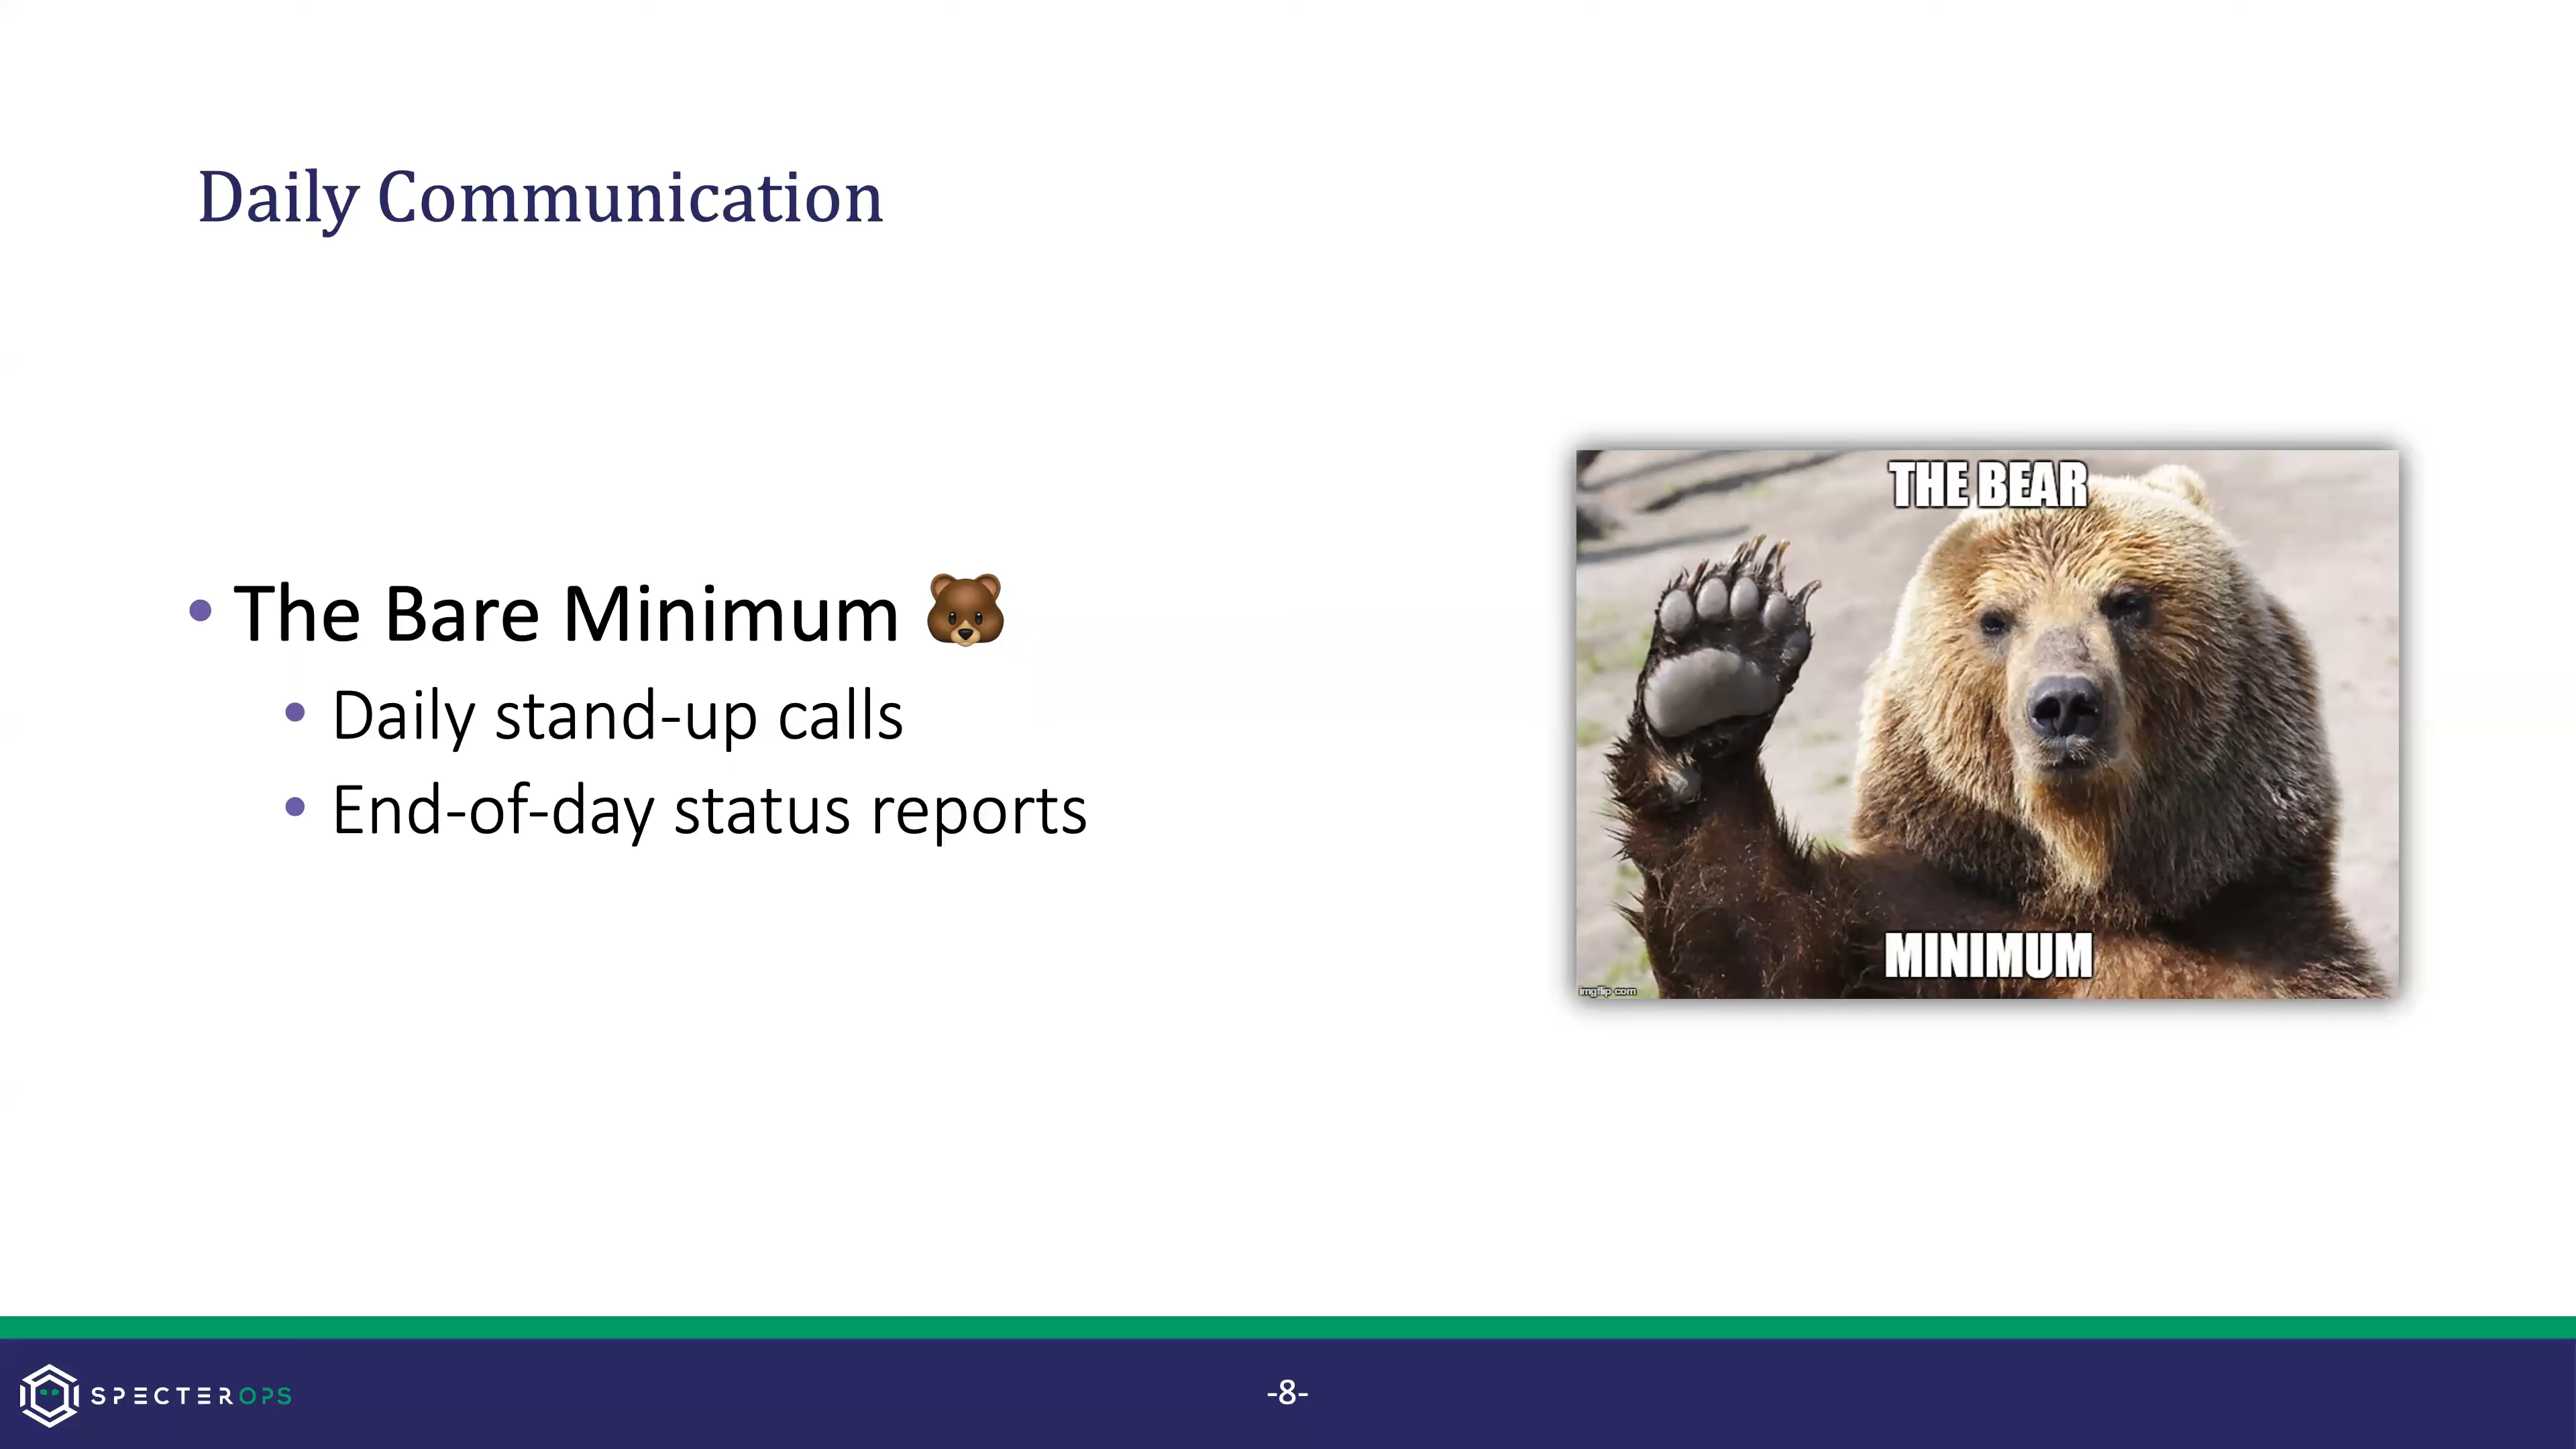 Daily Communication
• The Bare Minimum 🐻
• Daily stand-up calls
• End-of-day status reports
THE BEAR
MINIMUM
imgflip.com
SPECTEROPS
-8-